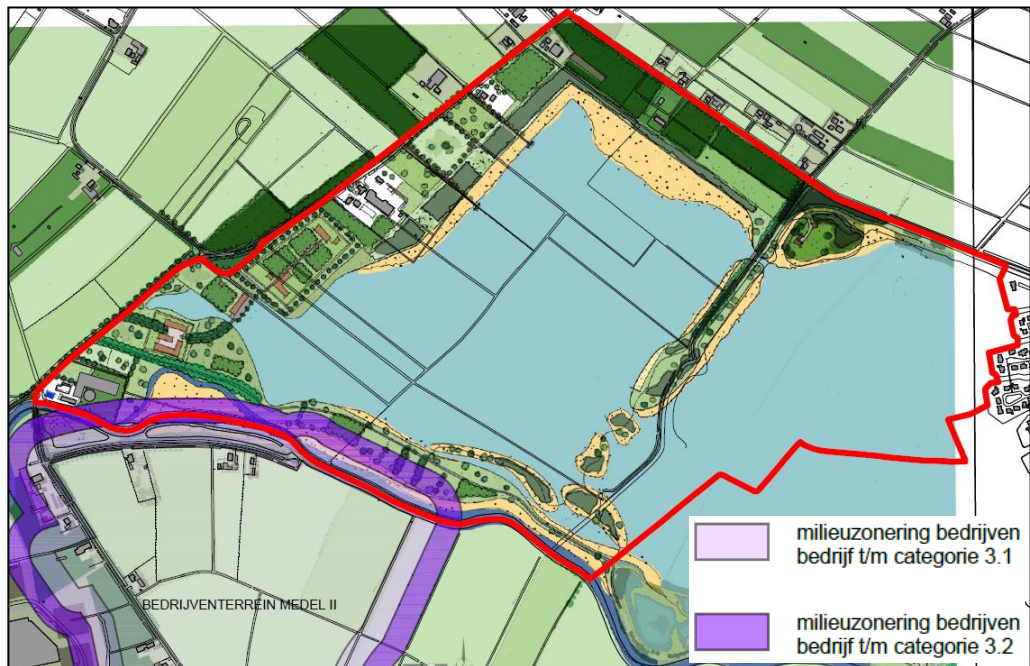 BEDRIJVENTERREIN MEDEL II
milieuzonering bedrijven
bedrijf t/m categorie 3.1
milieuzonering bedrijven
bedrijf t/m categorie 3.2